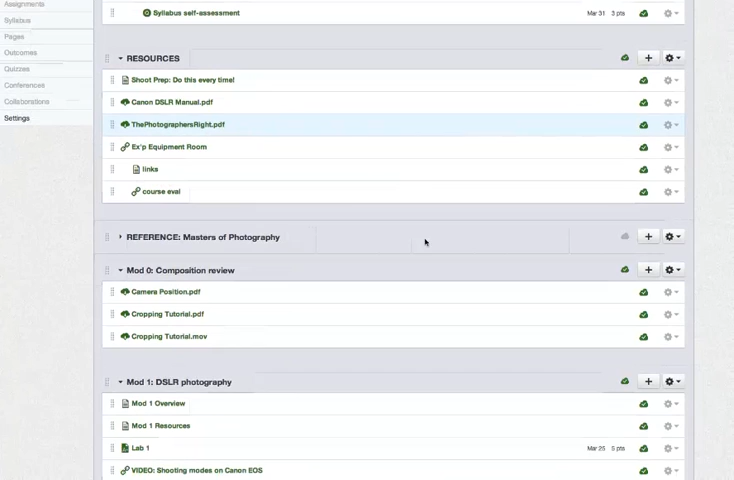 Assignments
Syllabus self-assessment Mar 31 3 pts
Syllabus
Pages
Outcomes
Quizzes
Conferences
Collaborations
Settings
RESOURCES
Shoot Prep: Do this every time!
Canon DSLR Manual.pdf
ThePhotographersRight.pdf
Ex'p Equipment Room
links
course eval
REFERENCE: Masters of Photography
Mod 0: Composition review
Camera Position.pdf
Cropping Tutorial.pdf
Cropping Tutorial.mov
Mod 1: DSLR photography
Mod 1 Overview
Mod 1 Resources
Lab 1 Mar 25 5 pts
VIDEO: Shooting modes on Canon EOS